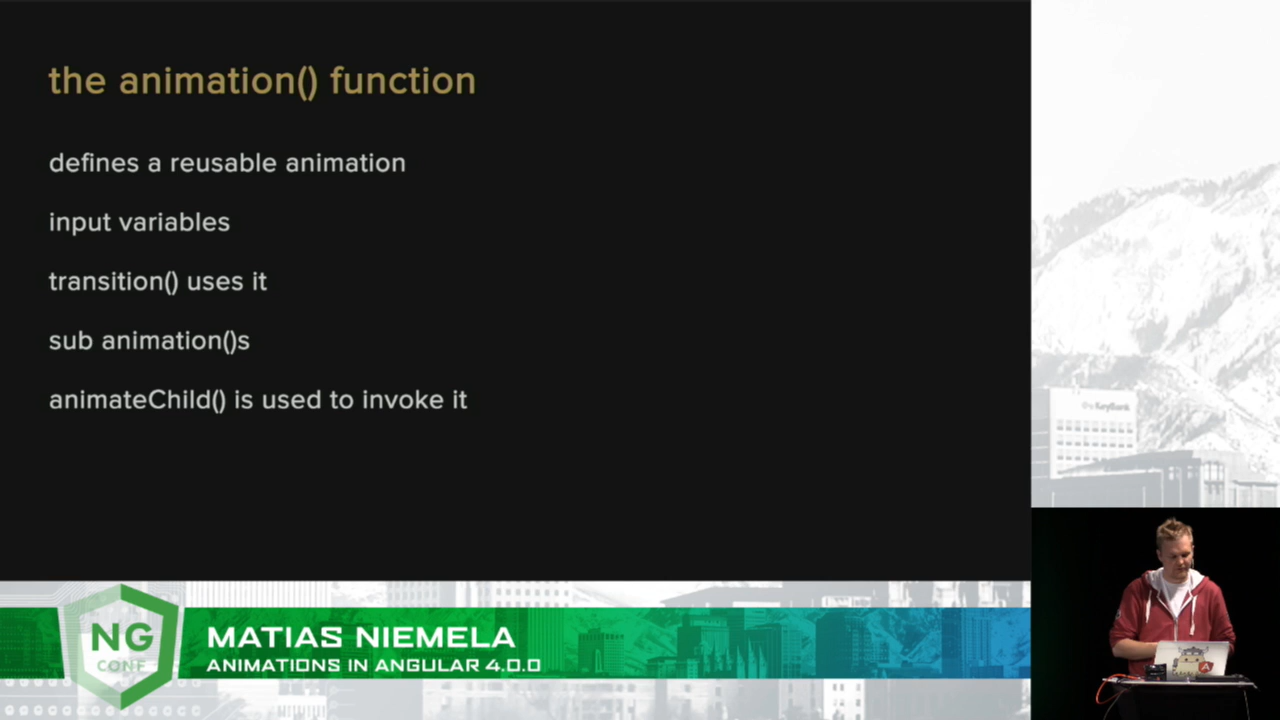 the animation() function
defines a reusable animation
input variables
transition() uses it
sub animation()s
animateChild() is used to invoke it
KeyBank
NG
CONF
MATIAS NIEMELA
ANIMATIONS IN ANGULAR 4.0.0
A